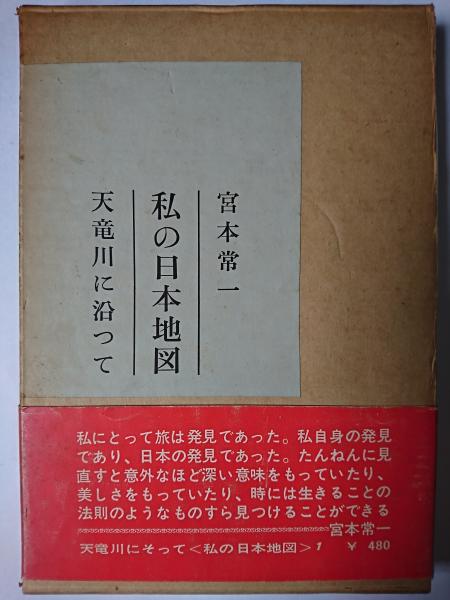 宮本常一
私の日本地図
天竜川に沿つて
私にとって旅は発見であった。私自身の発見
であり、日本の発見であった。たんねんに見
直すと意外なほど深い意味をもっていたり、
美しさをもっていたり、時には生きることの
法則のようなものすら見つけることができる
宮本常一
天竜川にそって<私の日本地図>1 ¥ 480